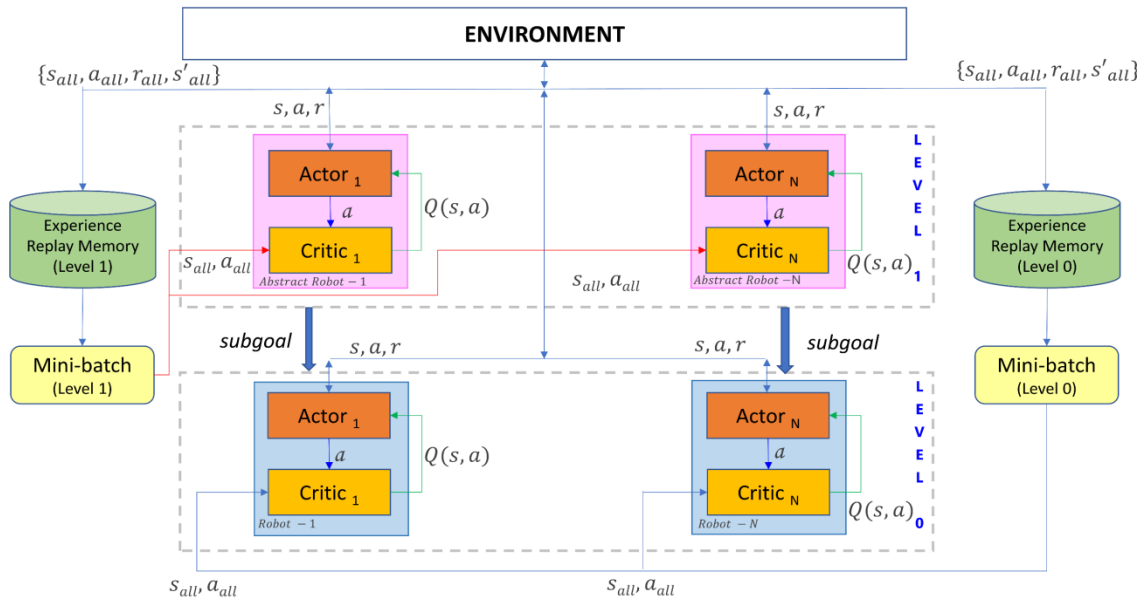 ENVIRONMENT
{s_all, a_all, r_all, s'_all}
{s_all, a_all, r_all, s'_all}
s, a, r
s, a, r
Actor 1
a
Critic 1
Q(s, a)
Abstract Robot − 1
Actor N
a
Critic N
Q(s, a)
Abstract Robot −N
LEVEL 1
Experience
Replay Memory
(Level 1)
s_all, a_all
s_all, a_all
Experience
Replay Memory
(Level 0)
Mini-batch
(Level 1)
subgoal
s, a, r
s, a, r
subgoal
Mini-batch
(Level 0)
Actor 1
a
Critic 1
Q(s, a)
Robot − 1
Actor N
a
Critic N
Q(s, a)
Robot − N
LEVEL 0
s_all, a_all
s_all, a_all